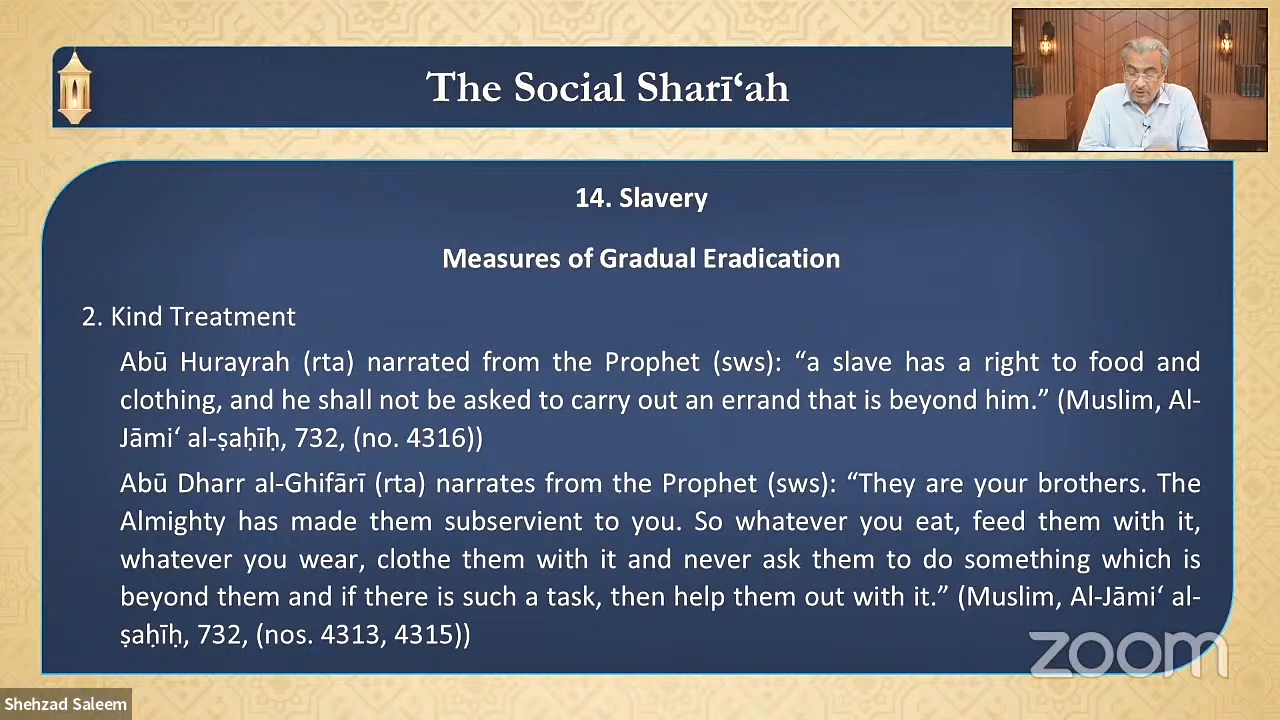 The Social Sharī‘ah
14. Slavery
Measures of Gradual Eradication
2. Kind Treatment
Abū Hurayrah (rta) narrated from the Prophet (sws): “a slave has a right to food and
clothing, and he shall not be asked to carry out an errand that is beyond him.” (Muslim, Al-
Jāmi‘ al-ṣaḥīḥ, 732, (no. 4316))
Abū Dharr al-Ghifārī (rta) narrates from the Prophet (sws): “They are your brothers. The
Almighty has made them subservient to you. So whatever you eat, feed them with it,
whatever you wear, clothe them with it and never ask them to do something which is
beyond them and if there is such a task, then help them out with it.” (Muslim, Al-Jāmi‘ al-
ṣaḥīḥ, 732, (nos. 4313, 4315))
zoom
Shehzad Saleem